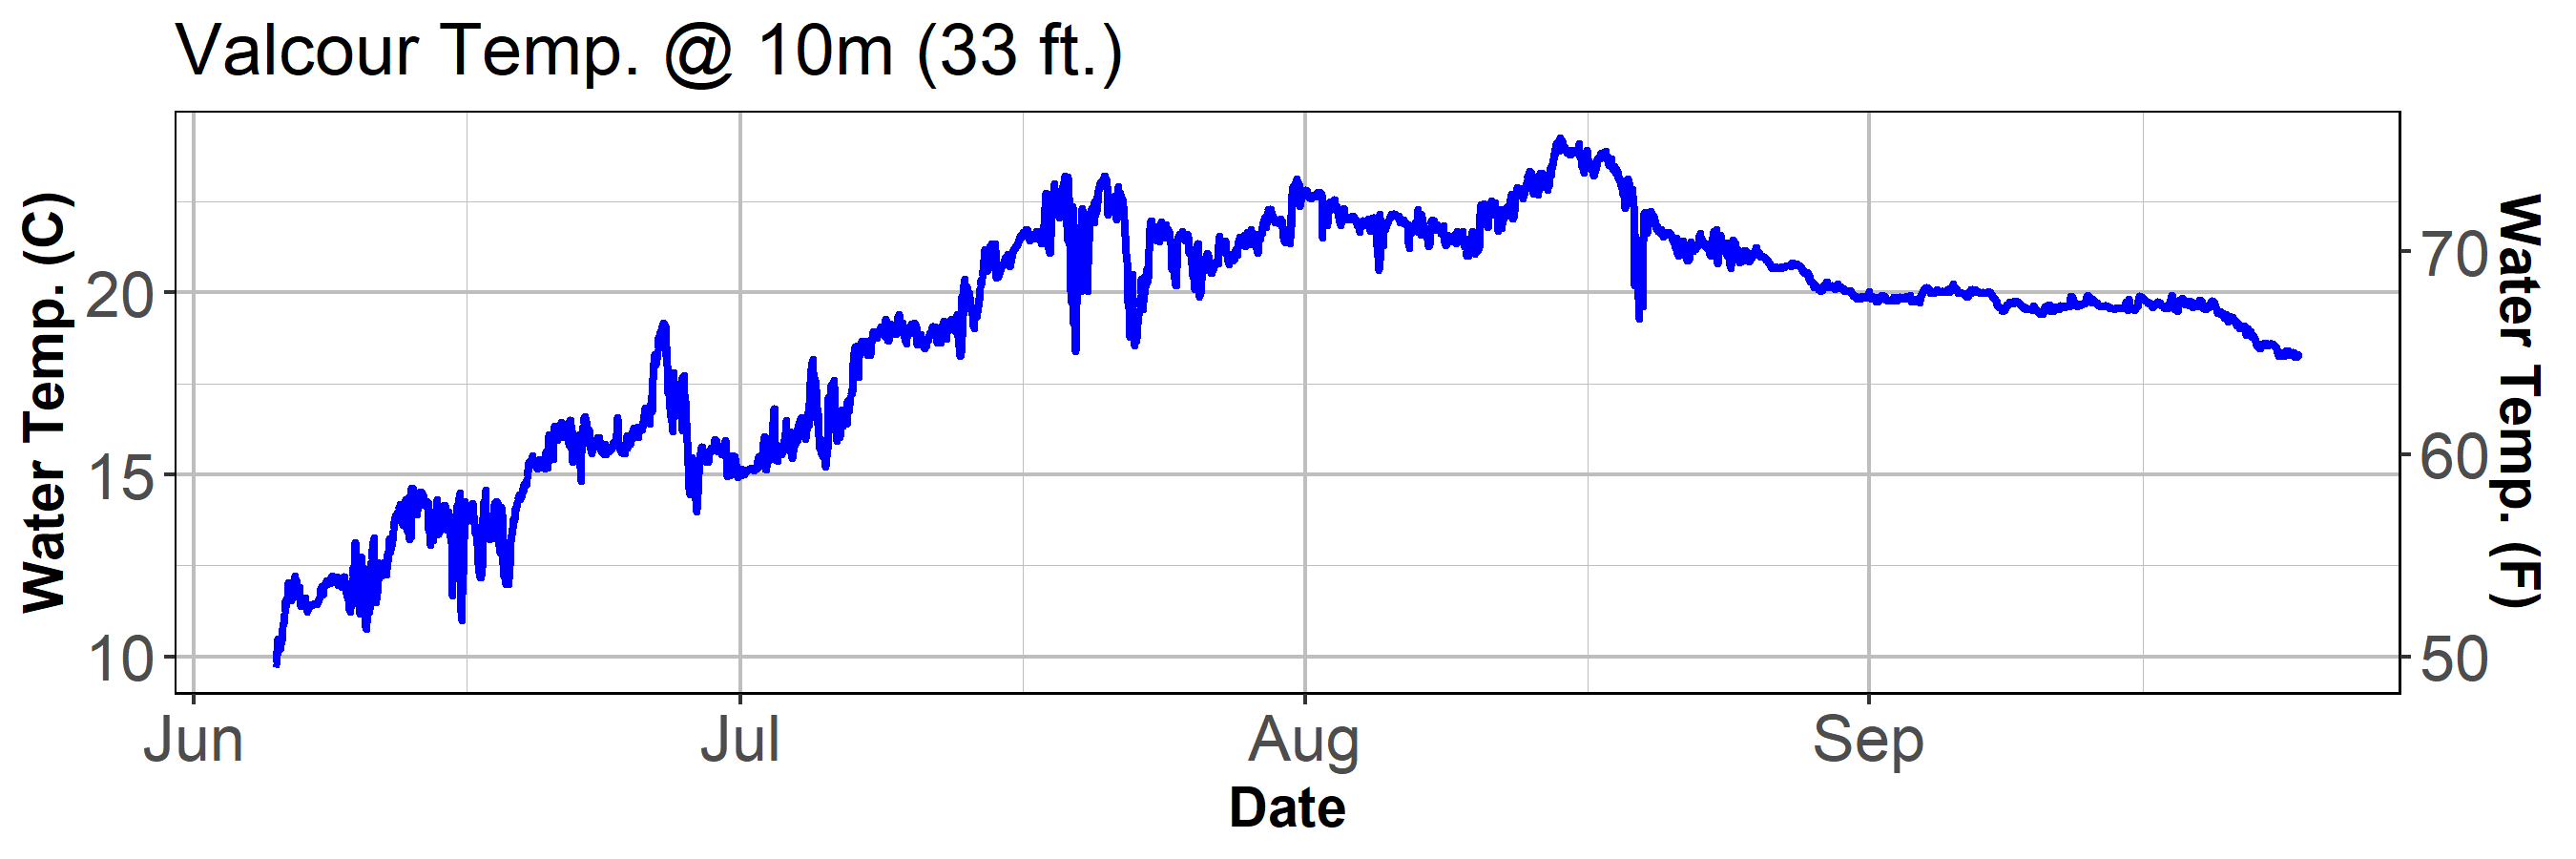 Valcour Temp. @ 10m (33 ft.)
Water Temp. (C)
20
15
10
70
60
50
Water Temp. (F)
Jun Jul Aug Sep
Date